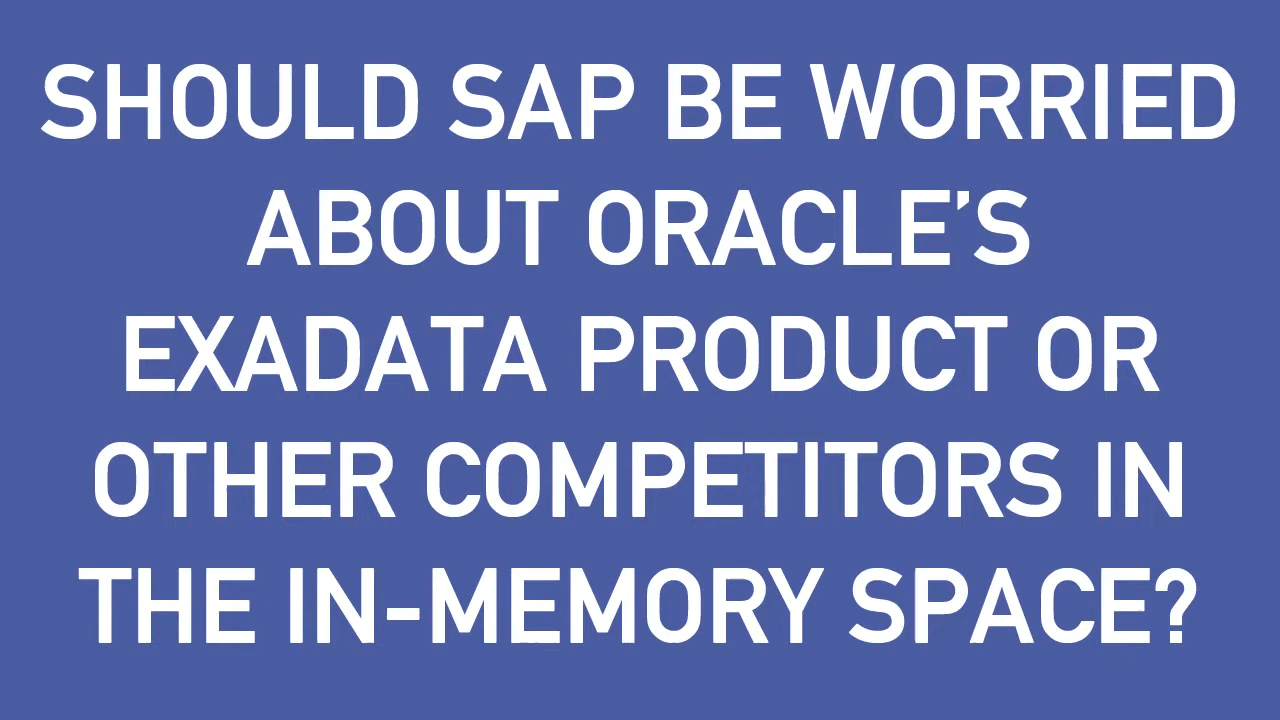 SHOULD SAP BE WORRIED
ABOUT ORACLE’S
EXADATA PRODUCT OR
OTHER COMPETITORS IN
THE IN-MEMORY SPACE?